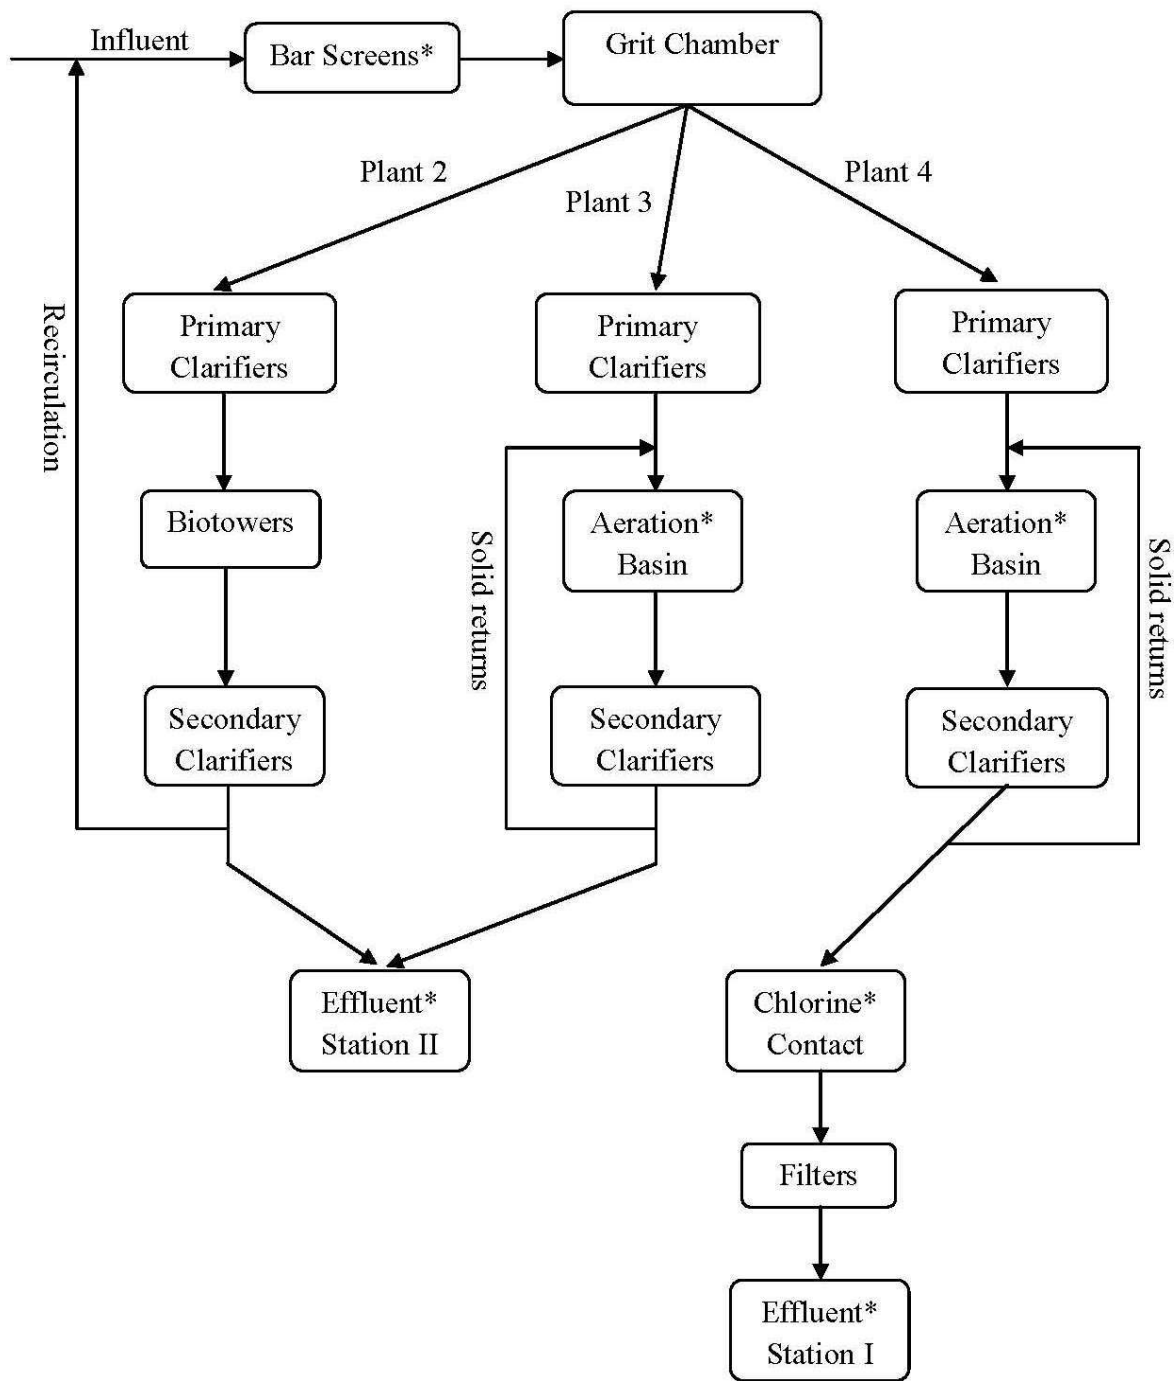 Influent
Bar Screens*
Grit Chamber
Plant 2
Plant 3
Plant 4
Recirculation
Primary
Clarifiers
Primary
Clarifiers
Primary
Clarifiers
Biotowers
Solid returns
Aeration*
Basin
Aeration*
Basin
Solid returns
Secondary
Clarifiers
Secondary
Clarifiers
Secondary
Clarifiers
Effluent*
Station II
Chlorine*
Contact
Filters
Effluent*
Station I